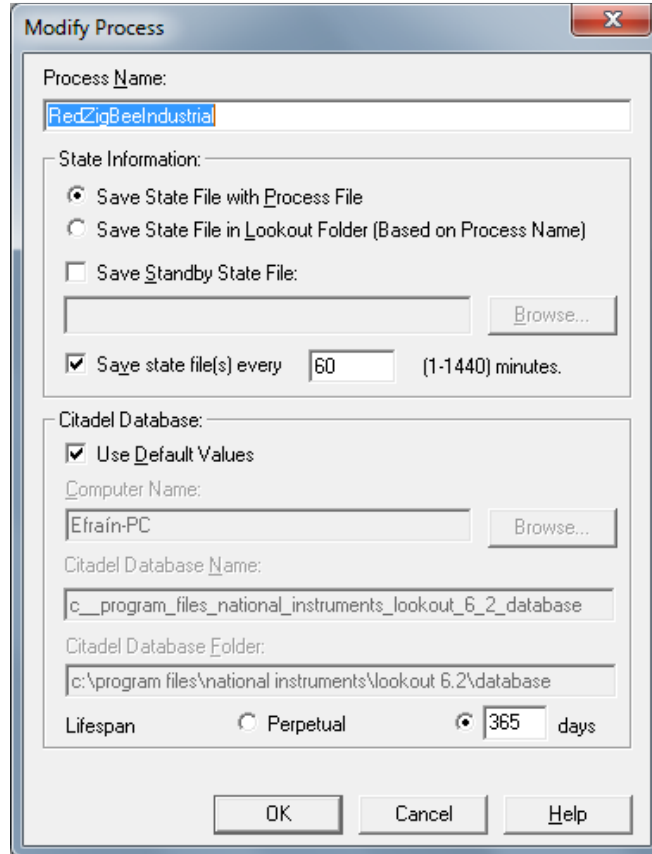 Modify Process
Process Name:
RedZigBeeIndustrial
State Information:
Save State File with Process File
Save State File in Lookout Folder (Based on Process Name)
Save Standby State File:
Browse...
Save state file(s) every 60 (1-1440) minutes.
Citadel Database:
Use Default Values
Computer Name:
Efraín-PC Browse...
Citadel Database Name:
c__program_files_national_instruments_lookout_6_2_database
Citadel Database Folder:
c:\program files\national instruments\lookout 6.2\database
Lifespan Perpetual 365 days
OK Cancel Help